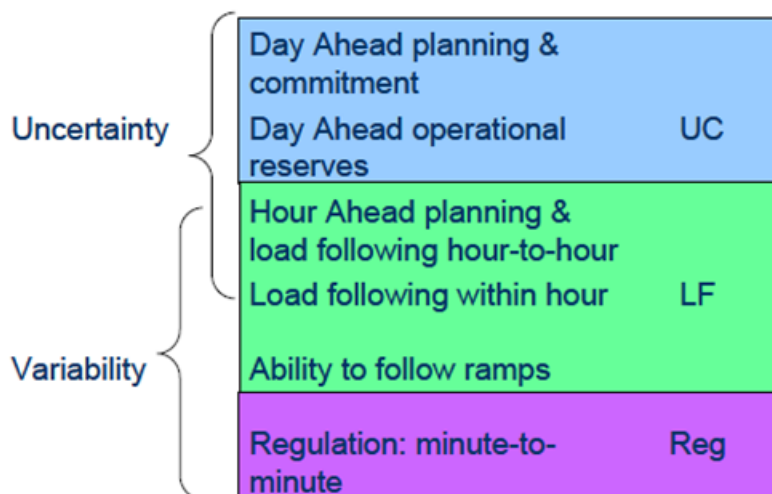 Day Ahead planning &
commitment
Uncertainty
Day Ahead operational
reserves
UC
Hour Ahead planning &
load following hour-to-hour
Load following within hour
LF
Variability
Ability to follow ramps
Regulation: minute-to-
minute
Reg